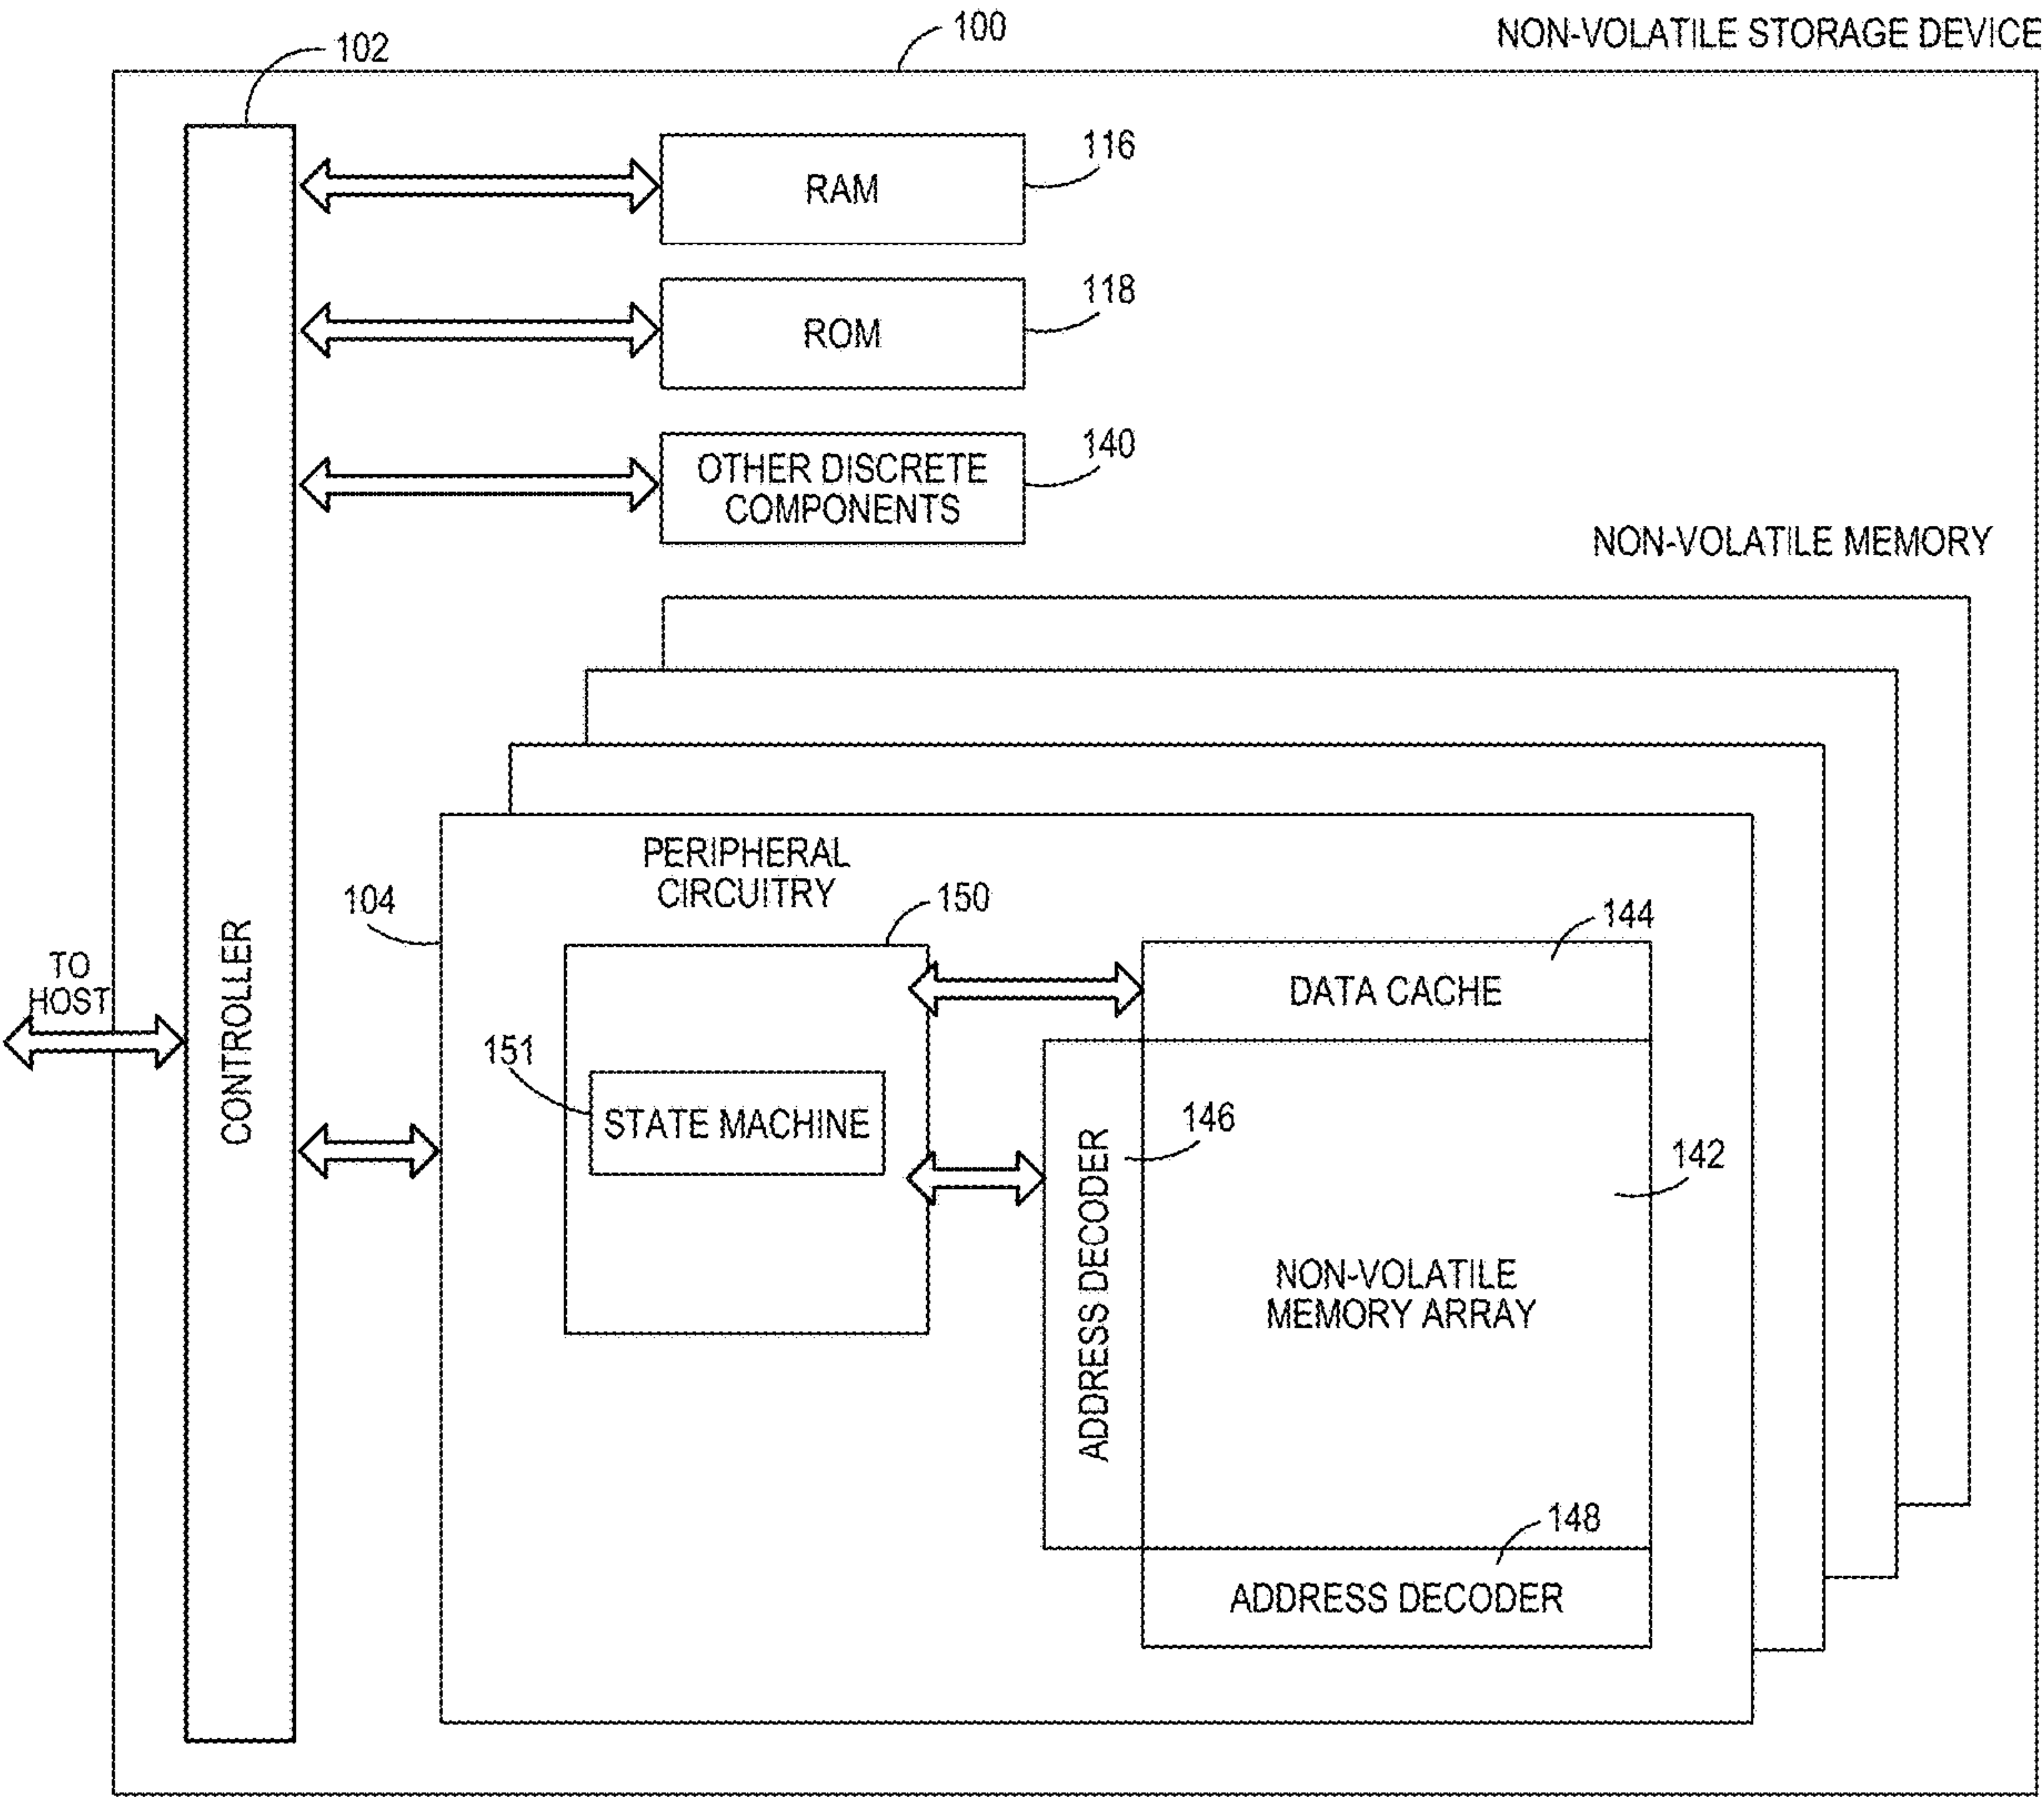 NON-VOLATILE STORAGE DEVICE
100
102
RAM
116
ROM
118
OTHER DISCRETE
COMPONENTS
140
NON-VOLATILE MEMORY
PERIPHERAL
CIRCUITRY
104
150
144
DATA CACHE
TO
HOST
CONTROLLER
151
STATE MACHINE
146
142
ADDRESS DECODER
NON-VOLATILE
MEMORY ARRAY
148
ADDRESS DECODER